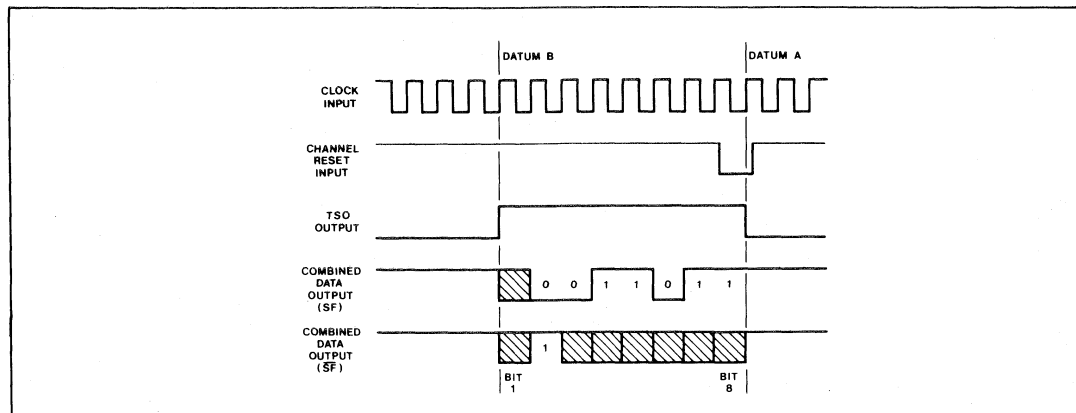 DATUM B
DATUM A
CLOCK
INPUT
CHANNEL
RESET
INPUT
TSO
OUTPUT
COMBINED
DATA
OUTPUT
(SF)
0 0 1 1 0 1 1
COMBINED
DATA
OUTPUT
(S̅F̅)
1
BIT
1
BIT
8